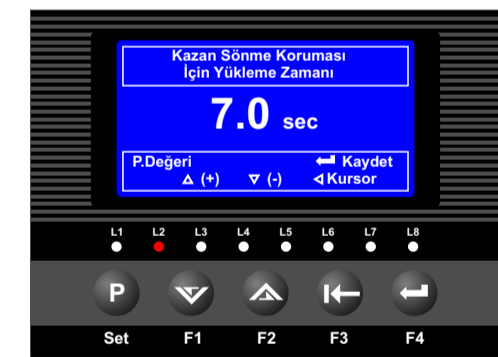 Kazan Sönme Koruması
İçin Yükleme Zamanı
7.0 sec
P.Değeri Kaydet
(+) (-) Kursor
L1 L2 L3 L4 L5 L6 L7 L8
P
Set F1 F2 F3 F4